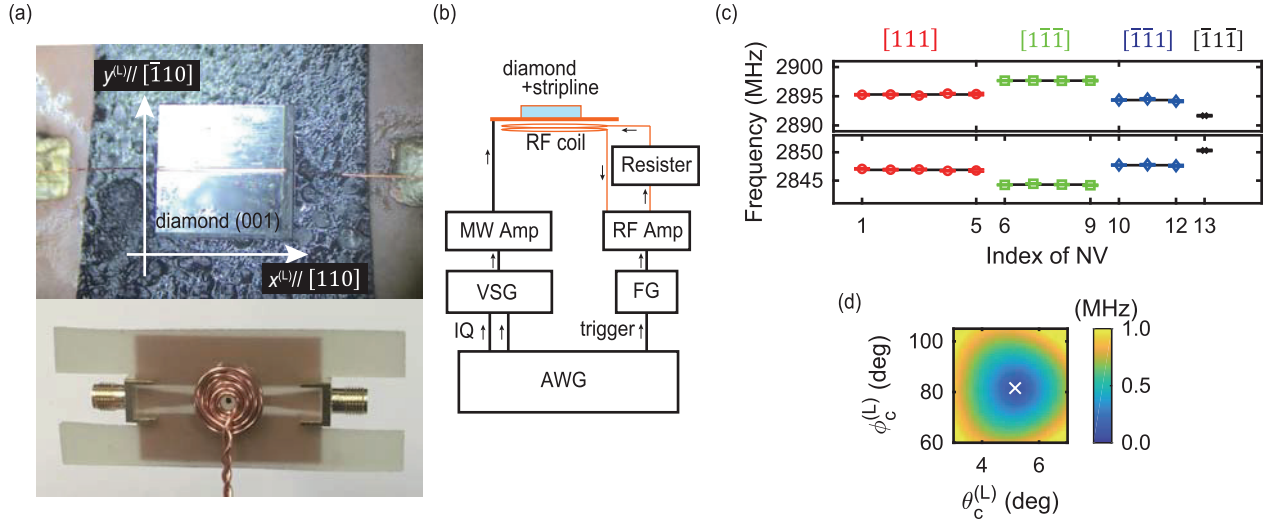 (a)
y⁽ᴸ⁾// [1̅10]
diamond (001)
x⁽ᴸ⁾// [110]
(b)
diamond
+stripline
RF coil
Resister
MW Amp
RF Amp
VSG
FG
IQ
trigger
AWG
(c)
[111]
[11̅1̅]
[1̅1̅1]
[1̅11̅]
Frequency (MHz)
2900
2895
2890
2850
2845
1
5
6
9
10
12
13
Index of NV
(d)
(MHz)
ϕ_c⁽ᴸ⁾ (deg)
100
80
60
4
6
θ_c⁽ᴸ⁾ (deg)
1.0
0.5
0.0